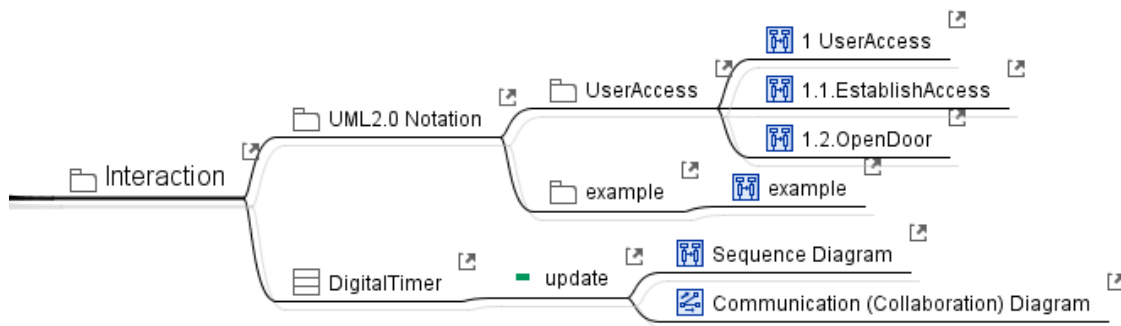 1 UserAccess
UserAccess
1.1.EstablishAccess
UML2.0 Notation
1.2.OpenDoor
Interaction
example
example
Sequence Diagram
DigitalTimer
update
Communication (Collaboration) Diagram